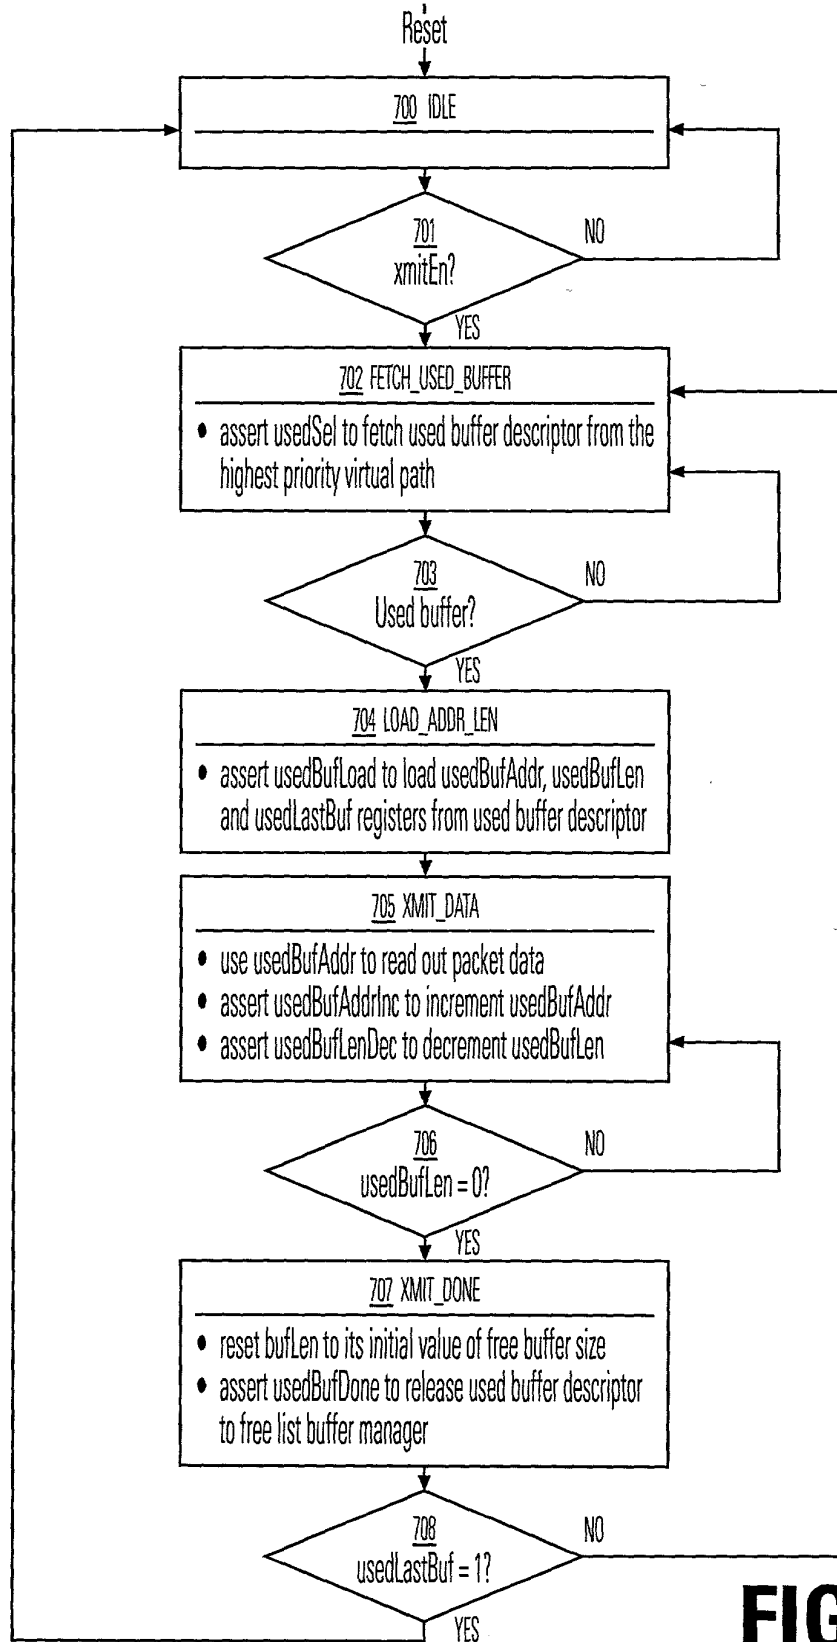 Reset
700 IDLE
701
xmitEn?
NO
YES
702 FETCH_USED_BUFFER
• assert usedSel to fetch used buffer descriptor from the
highest priority virtual path
703
Used buffer?
NO
YES
704 LOAD_ADDR_LEN
• assert usedBufLoad to load usedBufAddr, usedBufLen
and usedLastBuf registers from used buffer descriptor
705 XMIT_DATA
• use usedBufAddr to read out packet data
• assert usedBufAddrInc to increment usedBufAddr
• assert usedBufLenDec to decrement usedBufLen
706
usedBufLen = 0?
NO
YES
707 XMIT_DONE
• reset bufLen to its initial value of free buffer size
• assert usedBufDone to release used buffer descriptor
to free list buffer manager
708
usedLastBuf = 1?
NO
YES
FIG